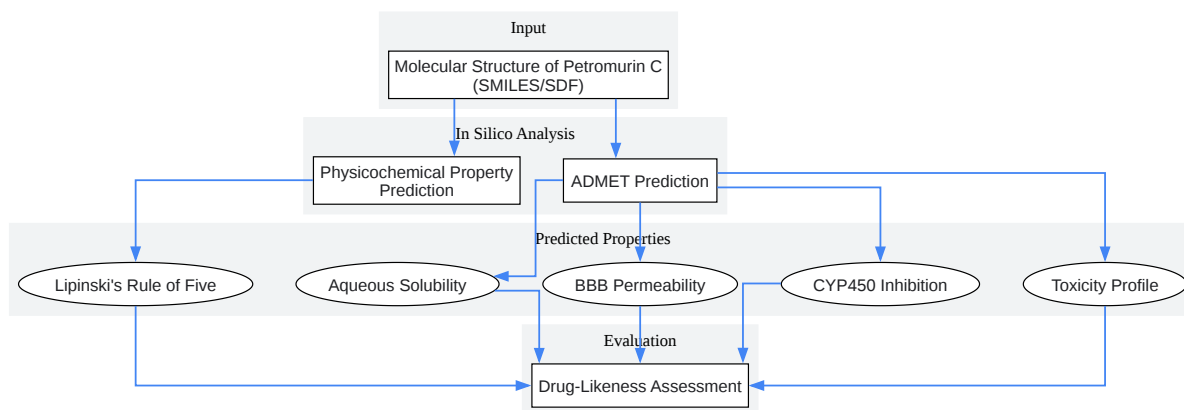 Input
Molecular Structure of Petromurin C
(SMILES/SDF)
In Silico Analysis
Physicochemical Property
Prediction
ADMET Prediction
Predicted Properties
Lipinski's Rule of Five
Aqueous Solubility
BBB Permeability
CYP450 Inhibition
Toxicity Profile
Evaluation
Drug-Likeness Assessment